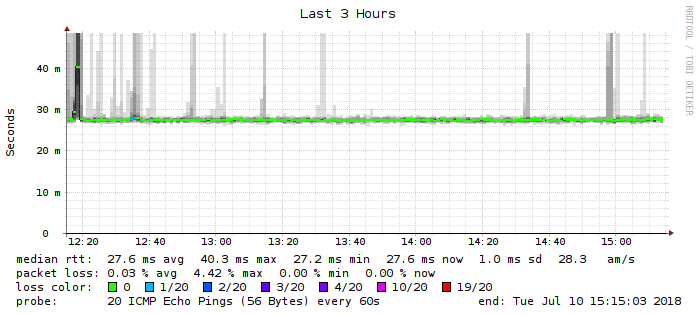 Last 3 Hours
RRDTOOL / TOBI OETIKER
Seconds
40 m
30 m
20 m
10 m
0
12:20 12:40 13:00 13:20 13:40 14:00 14:20 14:40 15:00
median rtt: 27.6 ms avg 40.3 ms max 27.2 ms min 27.6 ms now 1.0 ms sd 28.3 am/s
packet loss: 0.03 % avg 4.42 % max 0.00 % min 0.00 % now
loss color: 0 1/20 2/20 3/20 4/20 10/20 19/20
probe: 20 ICMP Echo Pings (56 Bytes) every 60s end: Tue Jul 10 15:15:03 2018